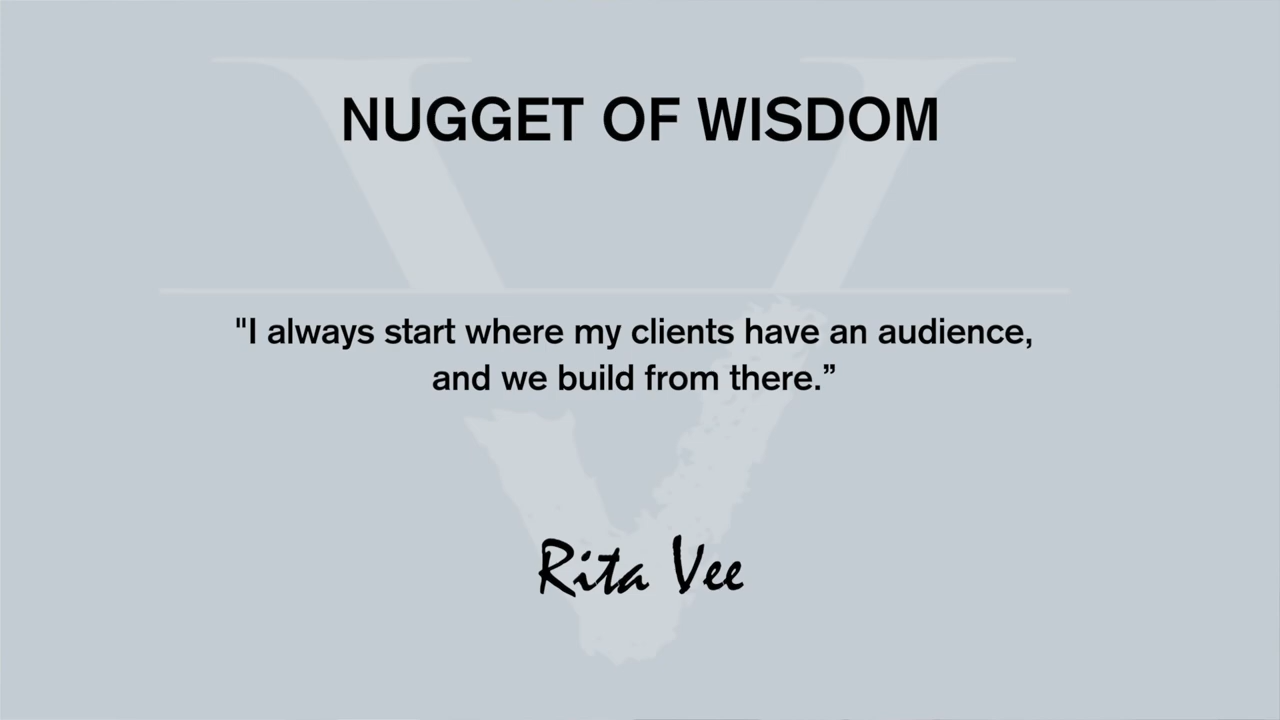 NUGGET OF WISDOM
"I always start where my clients have an audience,
and we build from there.”
Rita Vee